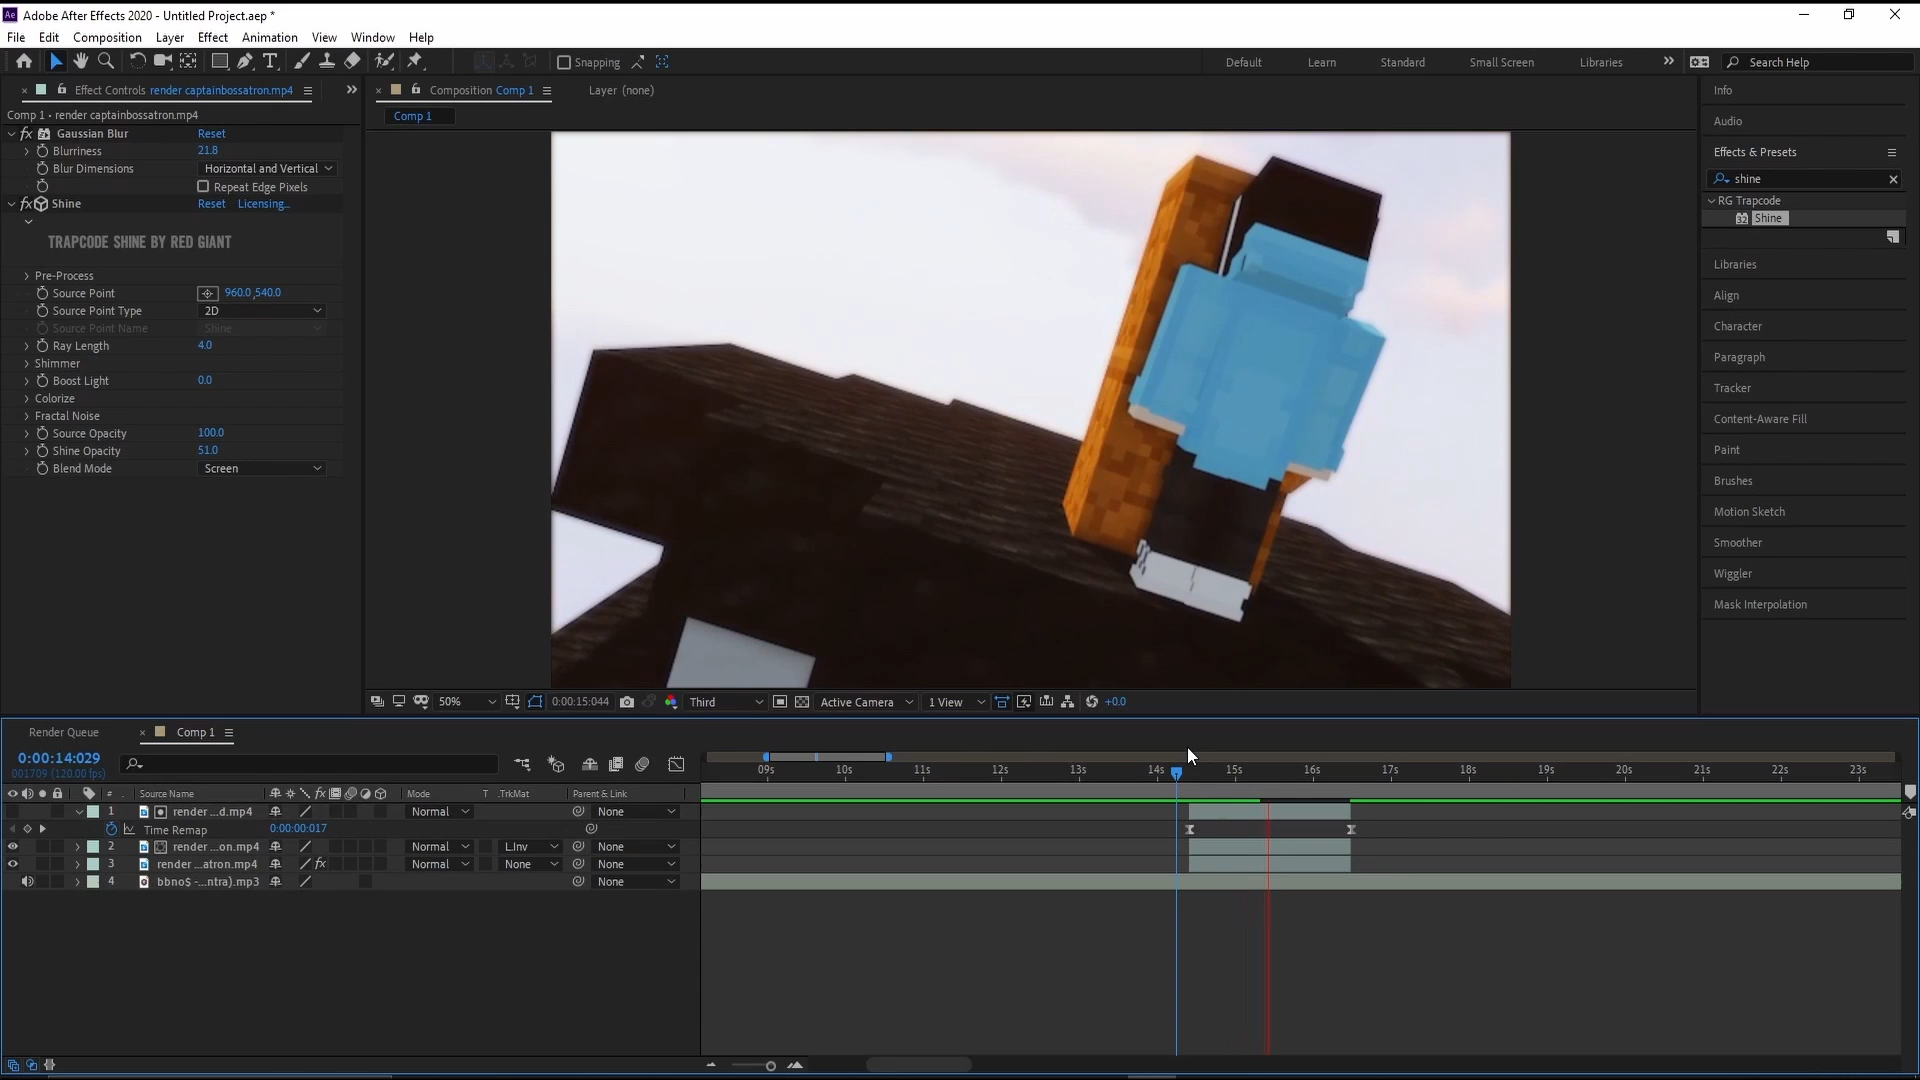 Ae Adobe After Effects 2020 - Untitled Project.aep *
File Edit Composition Layer Effect Animation View Window Help
Snapping
Default Learn Standard Small Screen Libraries Search Help
Effect Controls render captainbossatron.mp4
Composition Comp 1
Layer (none)
Comp 1 • render captainbossatron.mp4
Comp 1
fx Gaussian Blur Reset
Blurriness 21.8
Blur Dimensions Horizontal and Vertical
Repeat Edge Pixels
fx Shine Reset Licensing...
TRAPCODE SHINE BY RED GIANT
Pre-Process
Source Point 960.0,540.0
Source Point Type 2D
Source Point Name Shine
Ray Length 4.0
Shimmer
Boost Light 0.0
Colorize
Fractal Noise
Source Opacity 100.0
Shine Opacity 51.0
Blend Mode Screen
Info
Audio
Effects & Presets
shine
RG Trapcode
32 Shine
Libraries
Align
Character
Paragraph
Tracker
Content-Aware Fill
Paint
Brushes
Motion Sketch
Smoother
Wiggler
Mask Interpolation
50% 0:00:15:044 Third Active Camera 1 View +0.0
Render Queue Comp 1
0:00:14:029
001709 (120.00 fps)
09s 10s 11s 12s 13s 14s 15s 16s 17s 18s 19s 20s 21s 22s 23s
# . Source Name fx Mode T .TrkMat Parent & Link
1 render ...d.mp4 Normal None
Time Remap 0:00:00:017
2 render ...on.mp4 Normal L.Inv None
3 render ...atron.mp4 fx Normal None None
4 bbno$ -...ntra).mp3 None